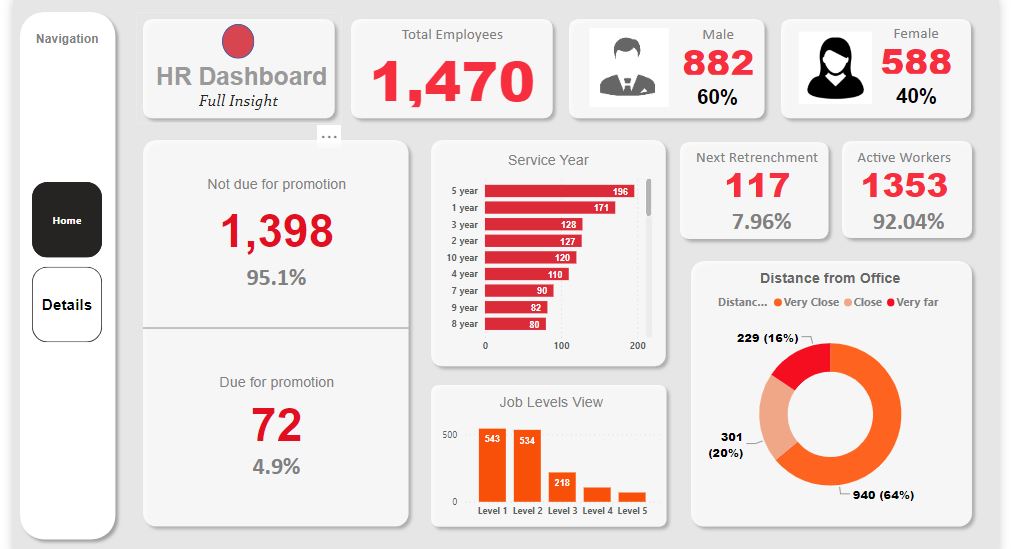 Navigation
Home
Details
HR Dashboard
Full Insight
Total Employees
1,470
Male
882
60%
Female
588
40%
...
Not due for promotion
1,398
95.1%
Due for promotion
72
4.9%
Service Year
5 year 196
1 year 171
3 year 128
2 year 127
10 year 120
4 year 110
7 year 90
9 year 82
8 year 80
0 100 200
Job Levels View
500
0
543 534 218
Level 1 Level 2 Level 3 Level 4 Level 5
Next Retrenchment
117
7.96%
Active Workers
1353
92.04%
Distance from Office
Distanc... Very Close Close Very far
229 (16%)
301
(20%)
940 (64%)